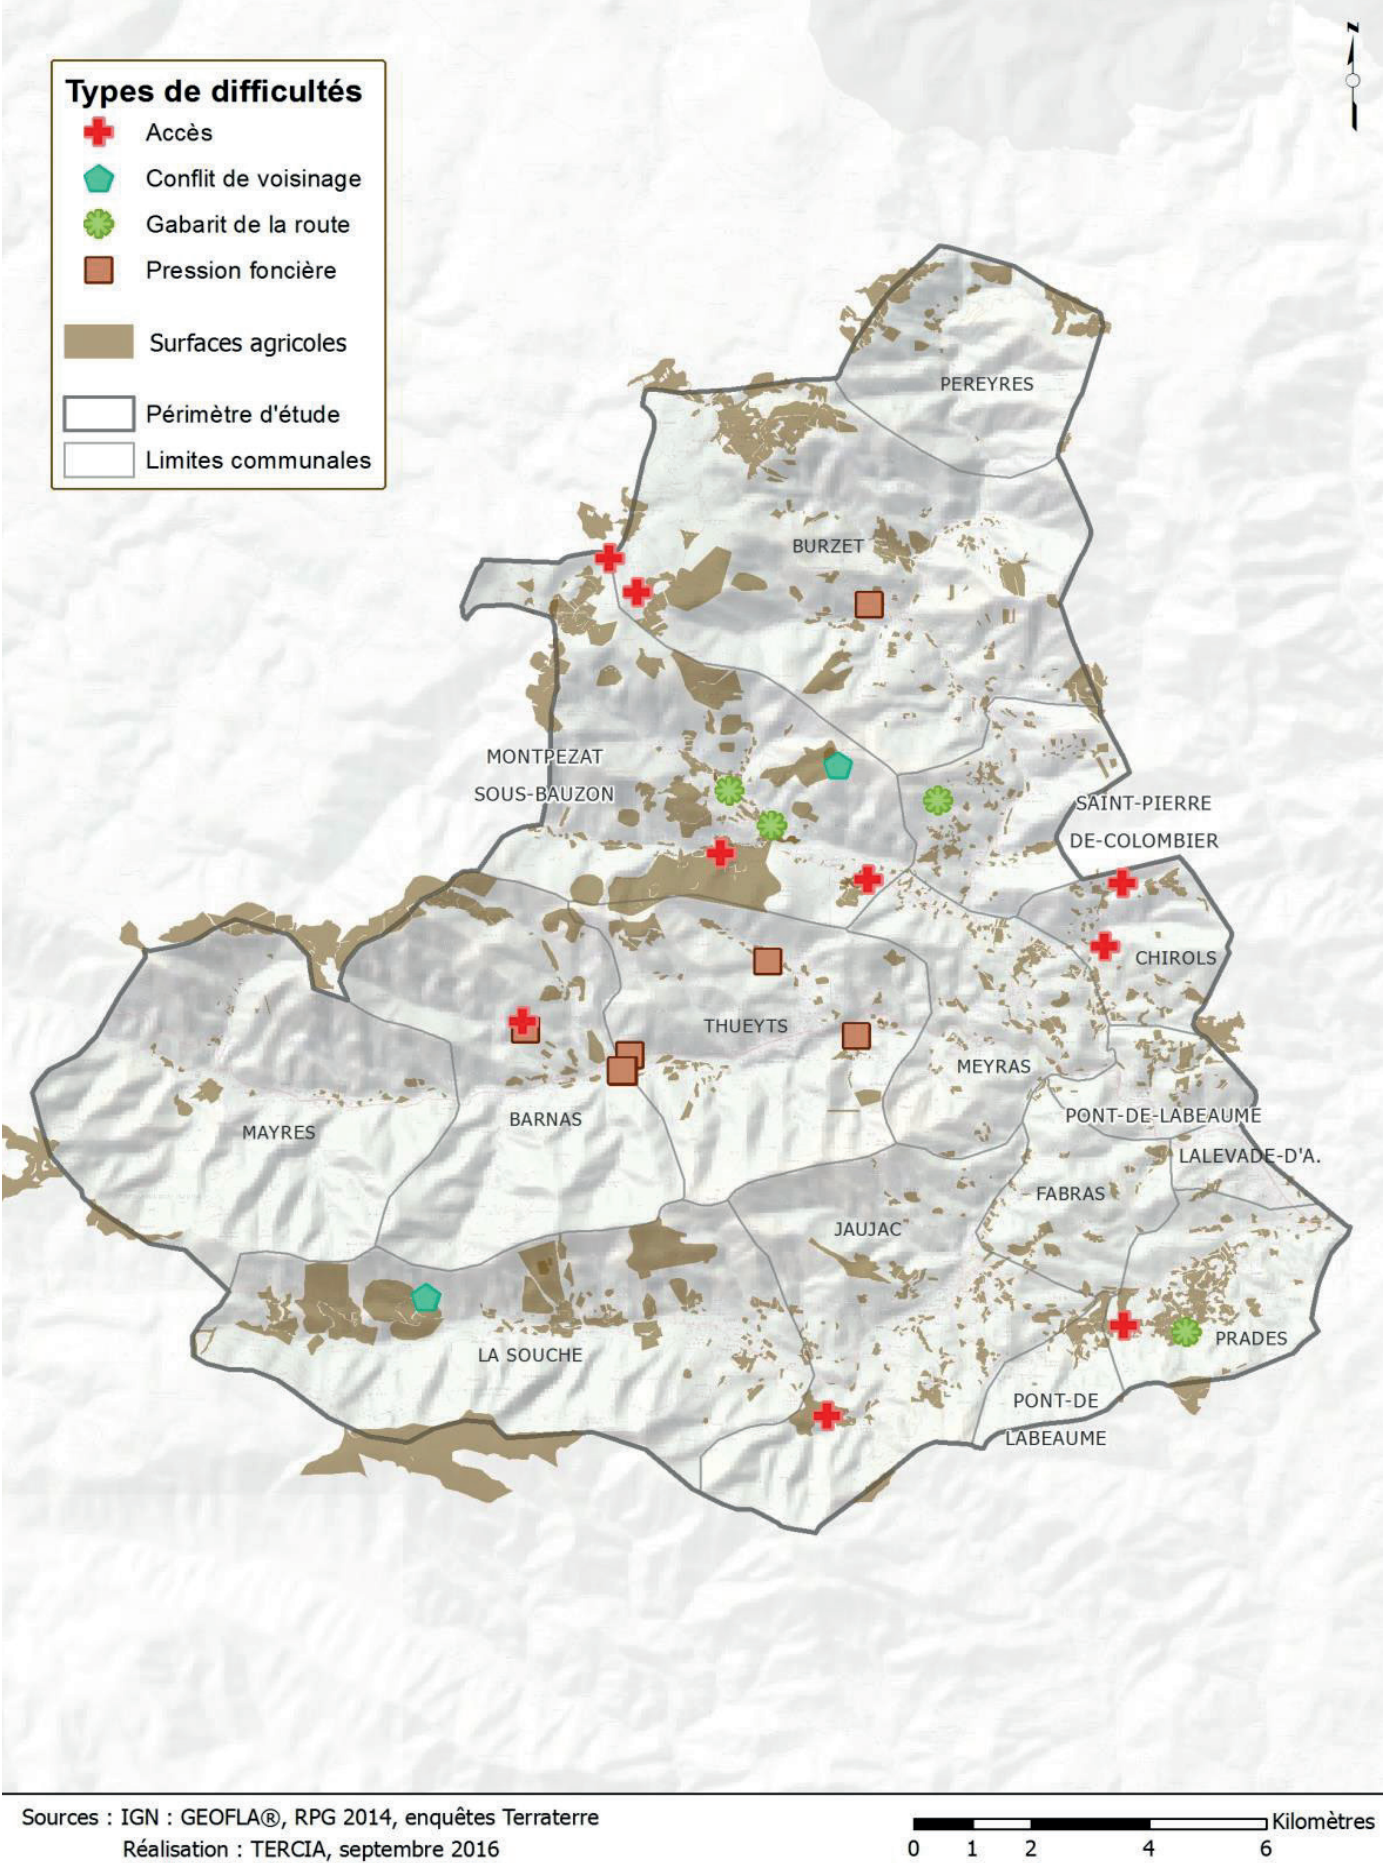 Types de difficultés
Accès
Conflit de voisinage
Gabarit de la route
Pression foncière
Surfaces agricoles
Périmètre d'étude
Limites communales
N
PEREYRES
BURZET
MONTPEZAT
SOUS-BAUZON
SAINT-PIERRE
DE-COLOMBIER
CHIROLS
THUEYTS
MEYRAS
BARNAS
MAYRES
PONT-DE-LABEAUME
LALEVADE-D'A.
FABRAS
JAUJAC
PRADES
LA SOUCHE
PONT-DE
LABEAUME
Sources : IGN : GEOFLA®, RPG 2014, enquêtes Terraterre
Réalisation : TERCIA, septembre 2016
Kilomètres
0 1 2 4 6